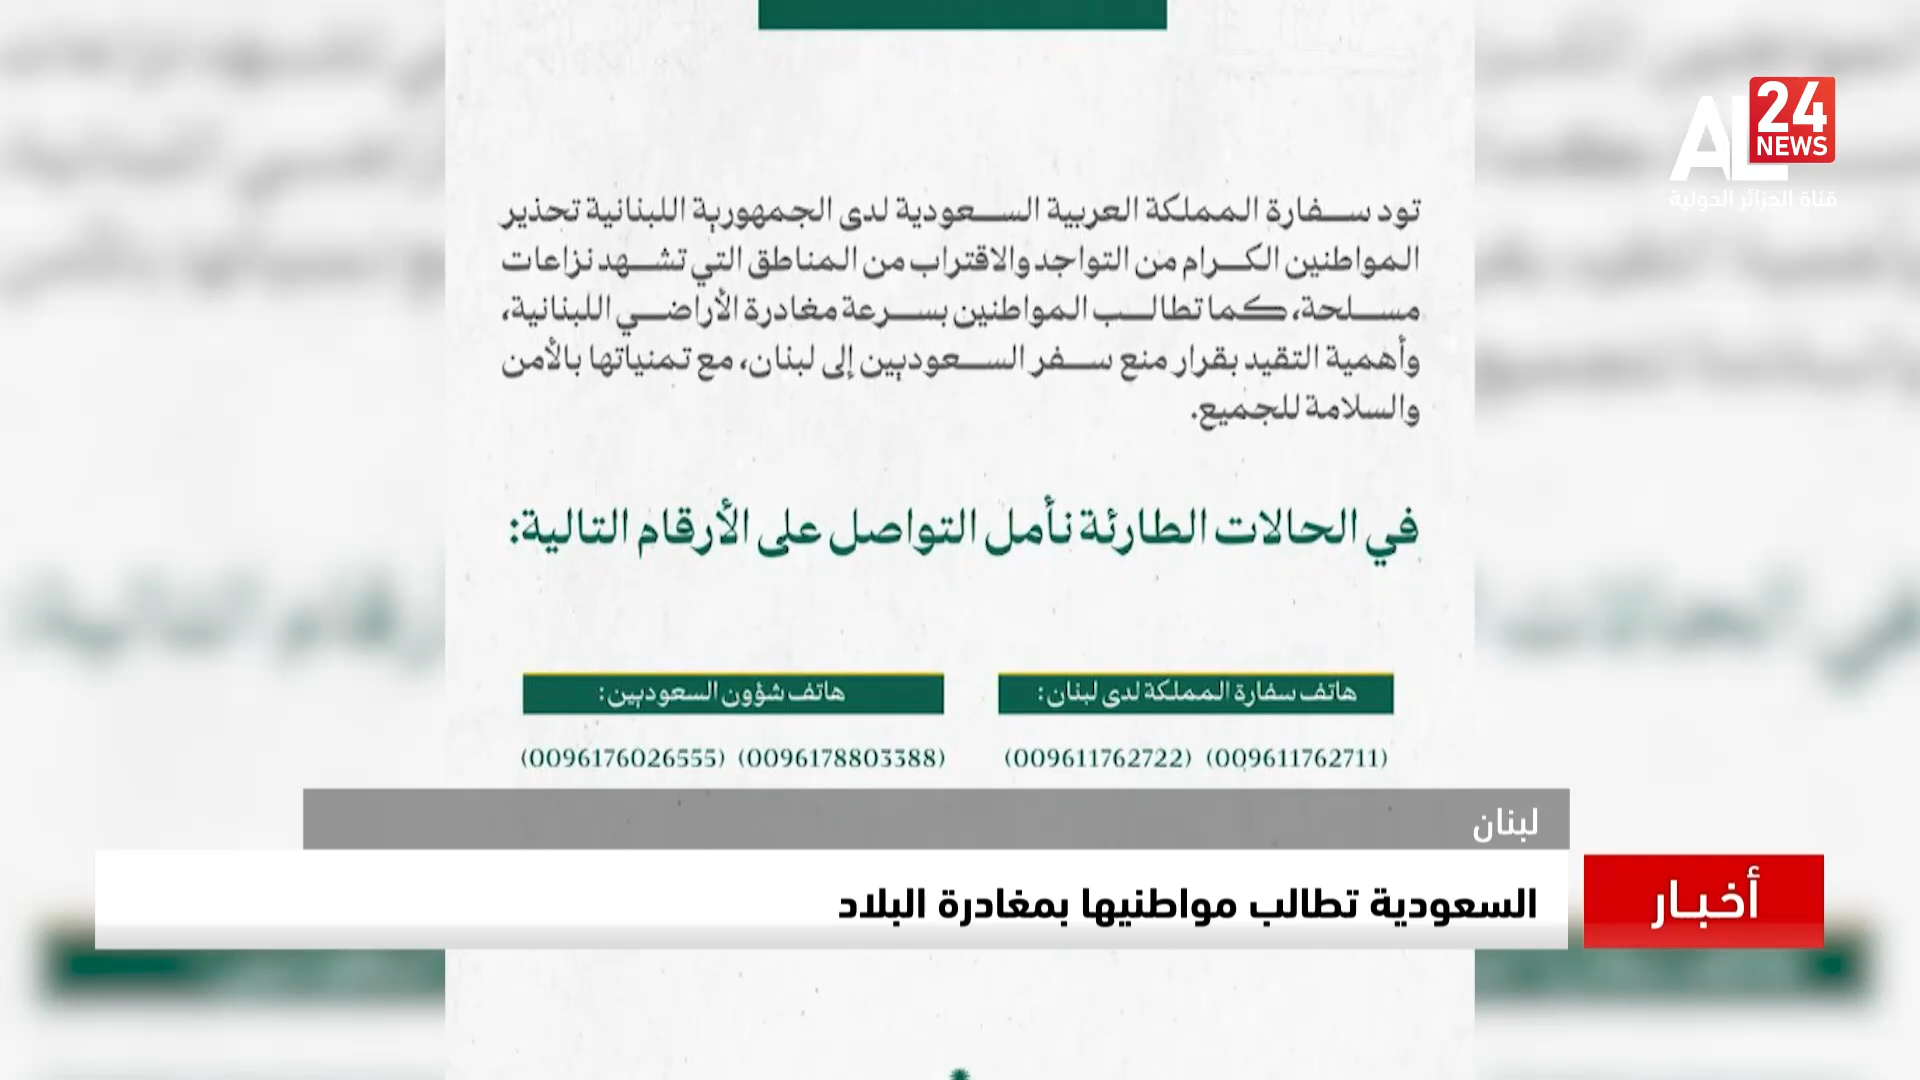 AL
24
NEWS
قناة الجزائر الدولية
تود سفارة المملكة العربية السعودية لدى الجمهورية اللبنانية تحذير
المواطنين الكرام من التواجد والاقتراب من المناطق التي تشهد نزاعات
مسلحة، كما تطالب المواطنين بسرعة مغادرة الأراضي اللبنانية،
وأهمية التقيد بقرار منع سفر السعوديين إلى لبنان، مع تمنياتها بالأمن
والسلامة للجميع.
في الحالات الطارئة نأمل التواصل على الأرقام التالية:
هاتف سفارة المملكة لدى لبنان:
(009611762722) (009611762711)
هاتف شؤون السعوديين:
(0096176026555) (0096178803388)
لبنان
السعودية تطالب مواطنيها بمغادرة البلاد
أخبار